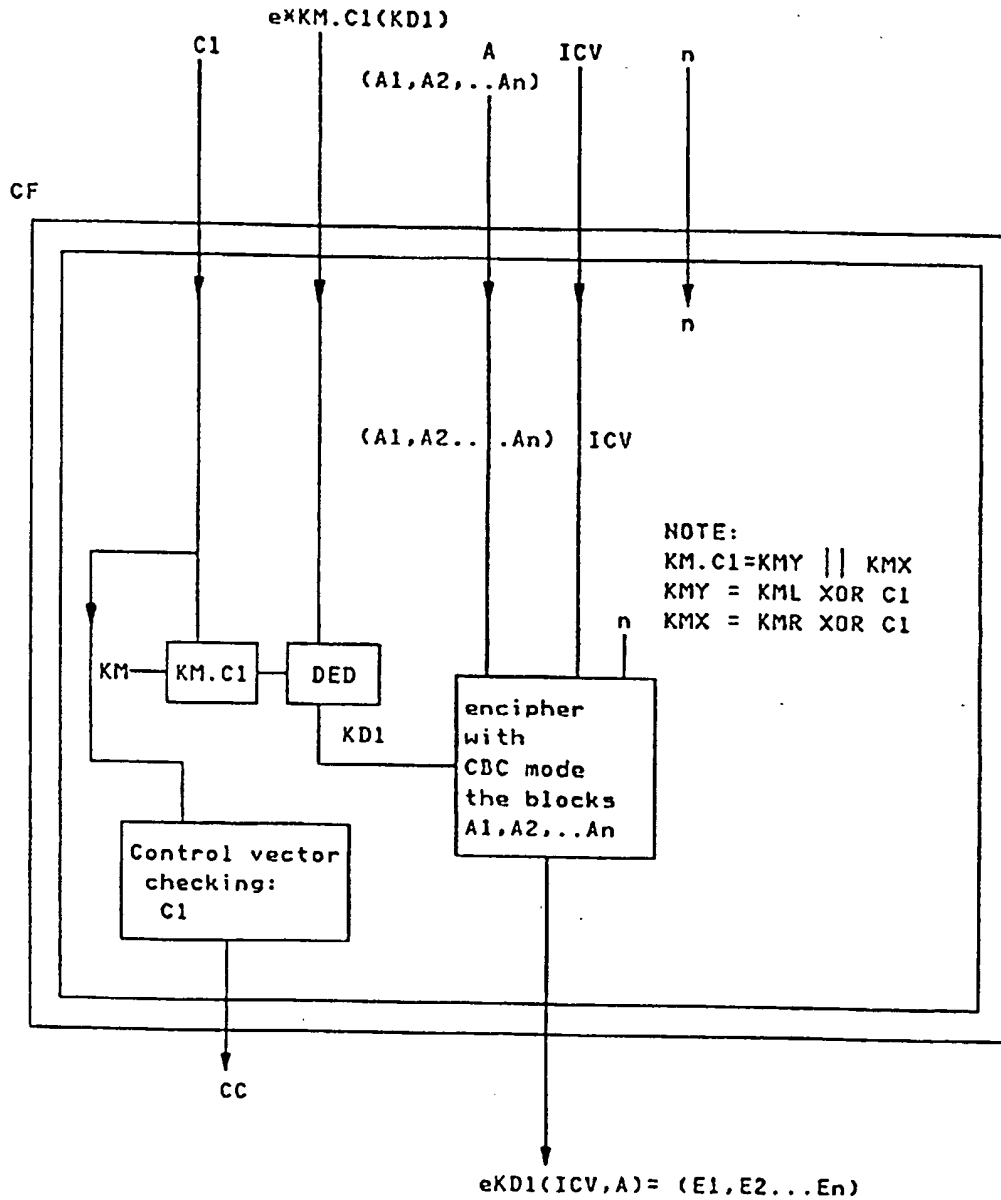 e*KM.C1(KD1)
C1
A
ICV
n
(A1,A2,..An)
CF
n
(A1,A2....An)
ICV
NOTE:
KM.C1=KMY || KMX
KMY = KML XOR C1
KMX = KMR XOR C1
n
KM
KM.C1
DED
KD1
encipher
with
CBC mode
the blocks
A1,A2,..An
Control vector
checking:
C1
CC
eKD1(ICV,A)= (E1,E2...En)